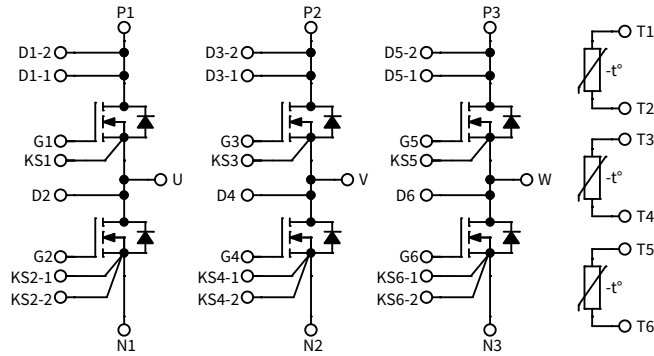 P1
P2
P3
T1
D1-2
D3-2
D5-2
D1-1
D3-1
D5-1
-t°
T2
G1
G3
G5
T3
KS1
KS3
KS5
-t°
U
V
W
D2
D4
D6
T4
T5
G2
G4
G6
KS2-1
KS4-1
KS6-1
-t°
KS2-2
KS4-2
KS6-2
T6
N1
N2
N3